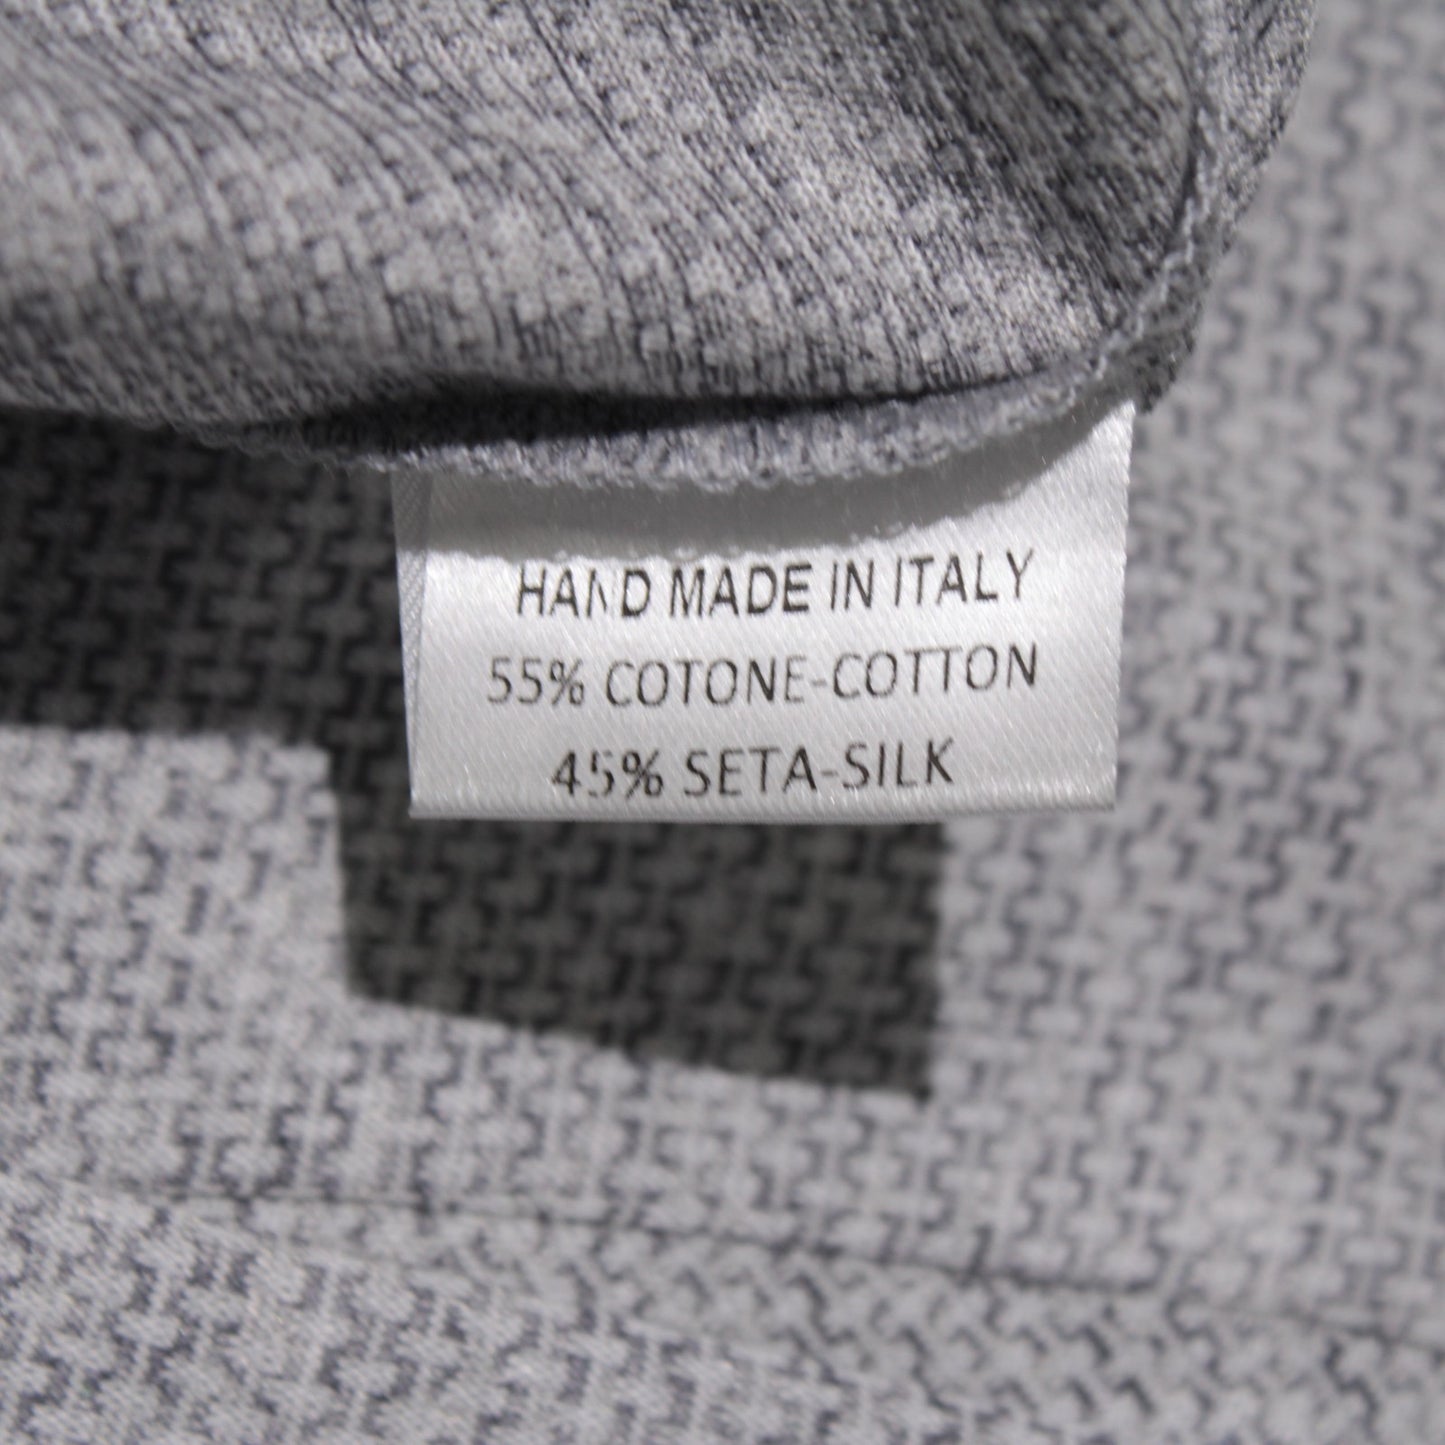 HAND MADE IN ITALY
55% COTONE-COTTON
45% SETA-SILK